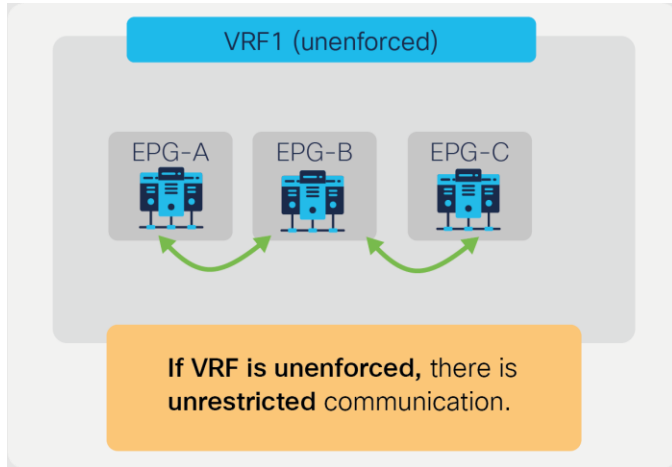 VRF1 (unenforced)
EPG-A EPG-B EPG-C
If VRF is unenforced, there is
unrestricted communication.